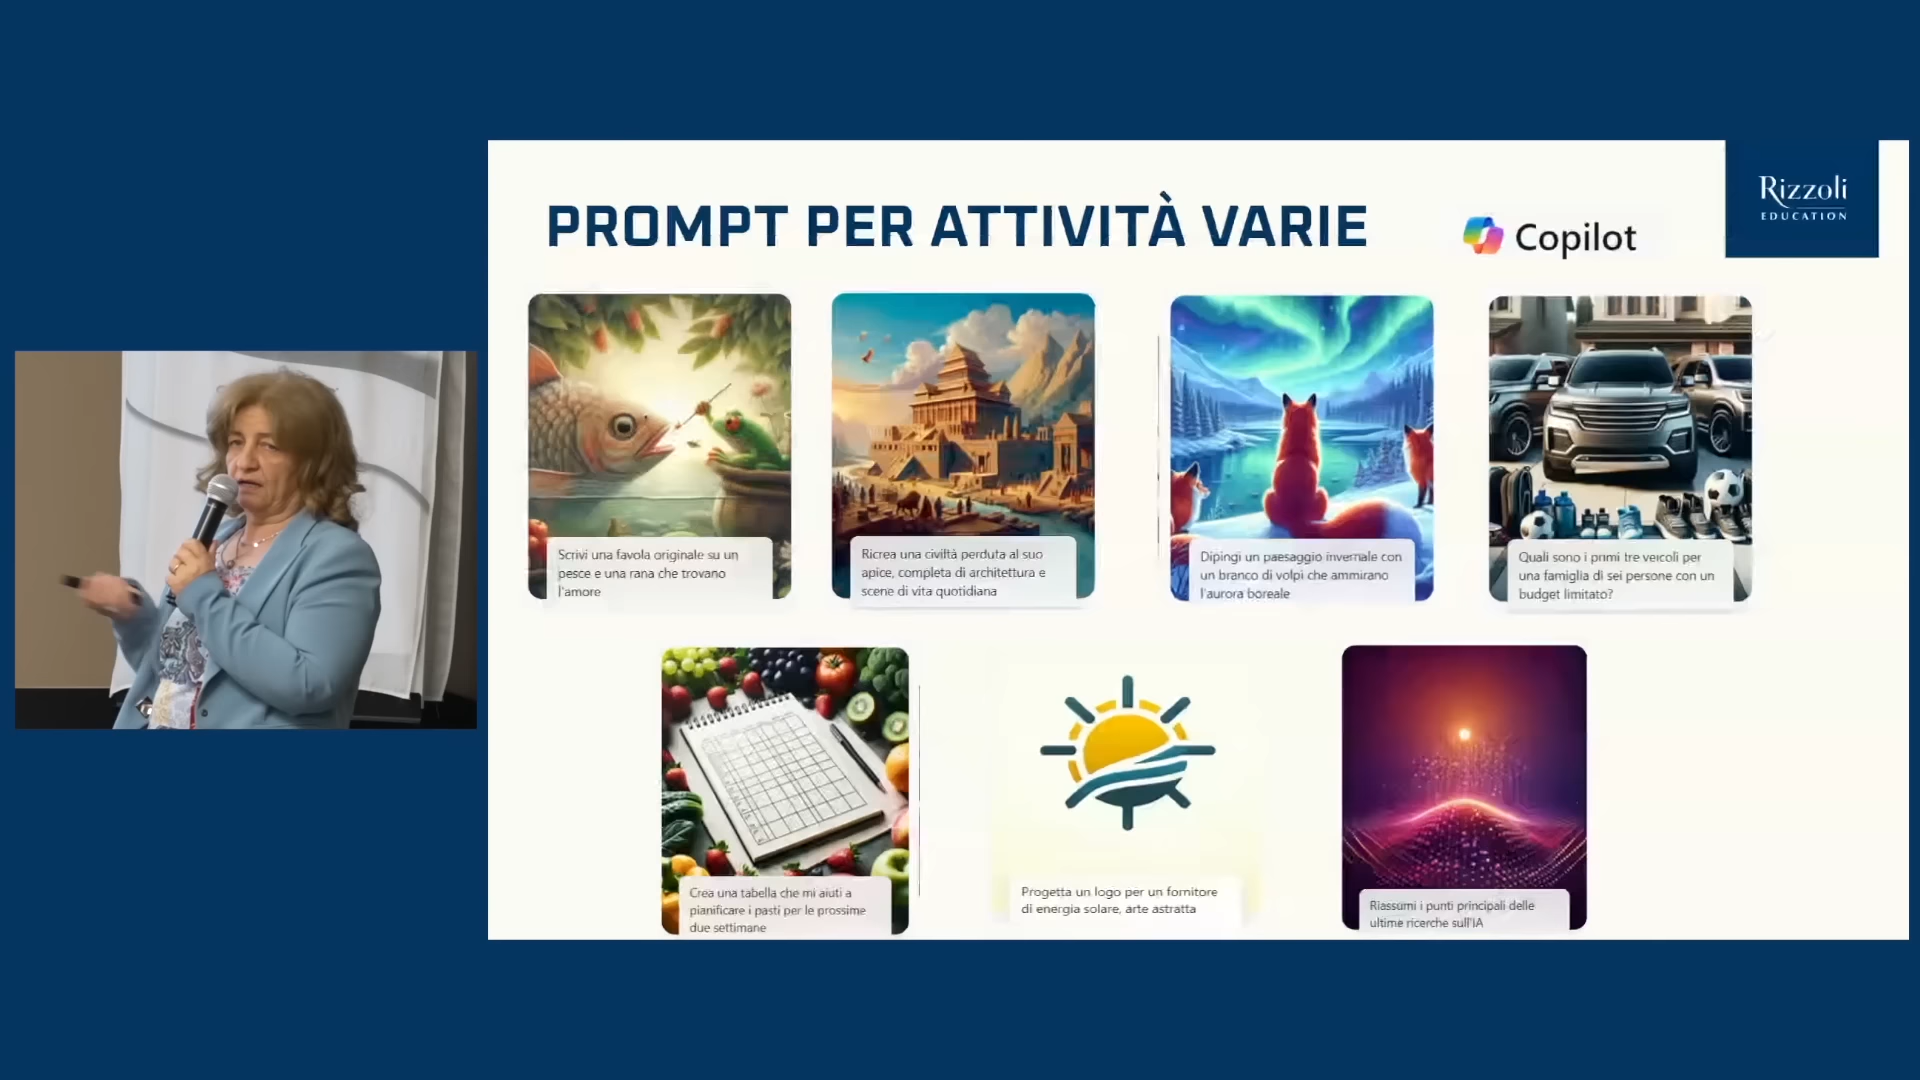 PROMPT PER ATTIVITÀ VARIE
Copilot
Rizzoli
EDUCATION
Scrivi una favola originale su un
pesce e una rana che trovano
l'amore
Ricrea una civiltà perduta al suo
apice, completa di architettura e
scene di vita quotidiana
Dipingi un paesaggio invernale con
un branco di volpi che ammirano
l'aurora boreale
Quali sono i primi tre veicoli per
una famiglia di sei persone con un
budget limitato?
Crea una tabella che mi aiuti a
pianificare i pasti per le prossime
due settimane
Progetta un logo per un fornitore
di energia solare, arte astratta
Riassumi i punti principali delle
ultime ricerche sull'IA